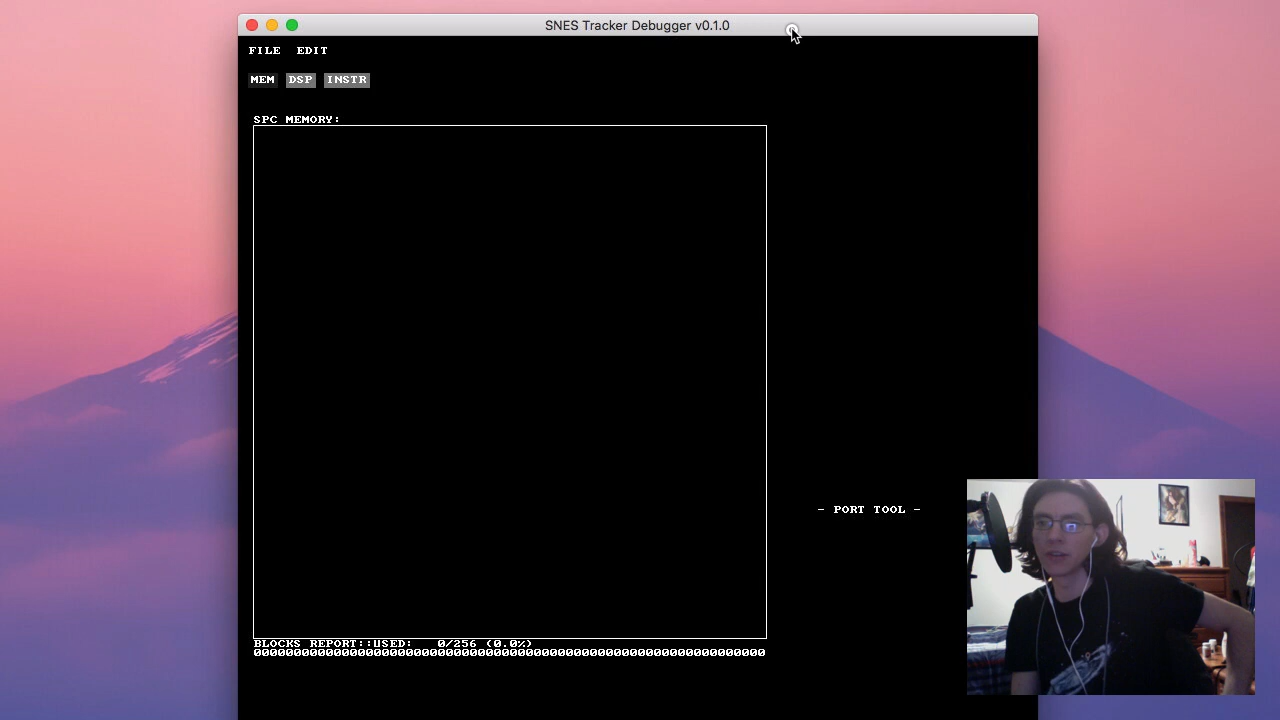 SNES Tracker Debugger v0.1.0
FILE EDIT
MEM DSP INSTR
SPC MEMORY:
- PORT TOOL -
BLOCKS REPORT::USED: 0/256 (0.0%)
0000000000000000000000000000000000000000000000000000000000000000